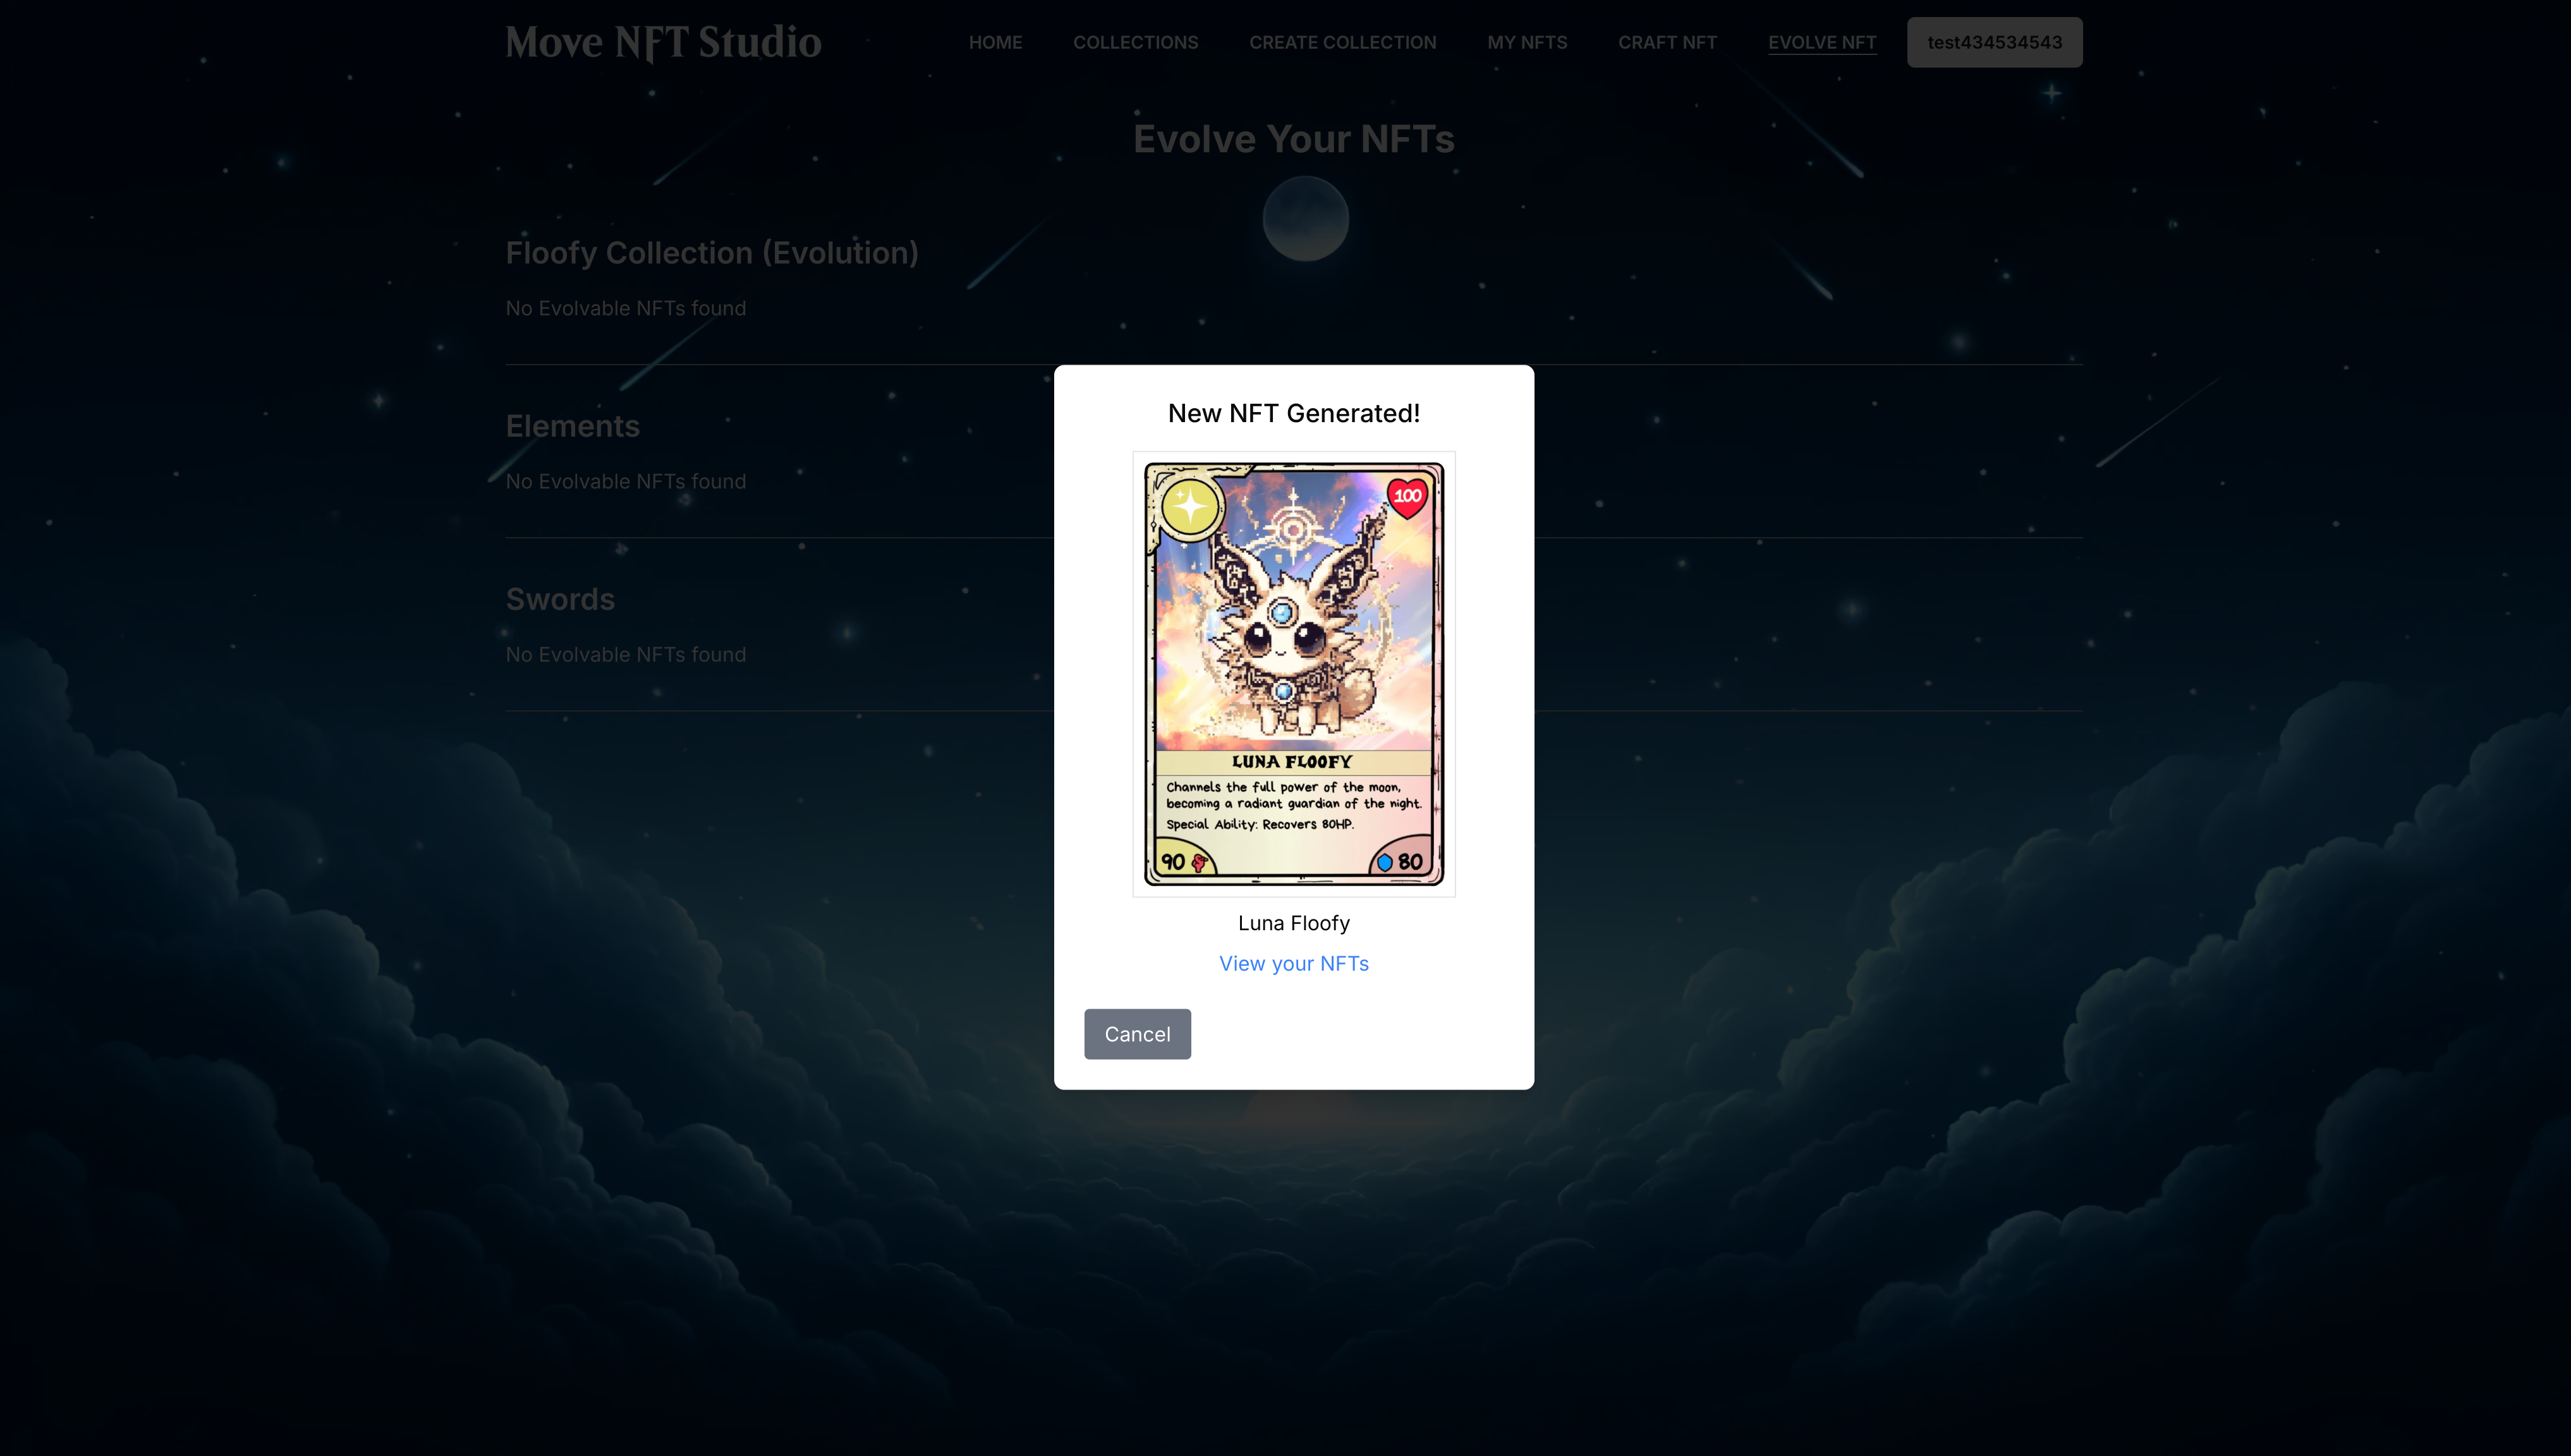 Move NFT Studio
HOME
COLLECTIONS
CREATE COLLECTION
MY NFTS
CRAFT NFT
EVOLVE NFT
test434534543
Evolve Your NFTs
Floofy Collection (Evolution)
No Evolvable NFTs found
Elements
No Evolvable NFTs found
Swords
No Evolvable NFTs found
New NFT Generated!
100
LUNA FLOOFY
Channels the full power of the moon,
becoming a radiant guardian of the night.
Special Ability: Recovers 80HP.
90
80
Luna Floofy
View your NFTs
Cancel